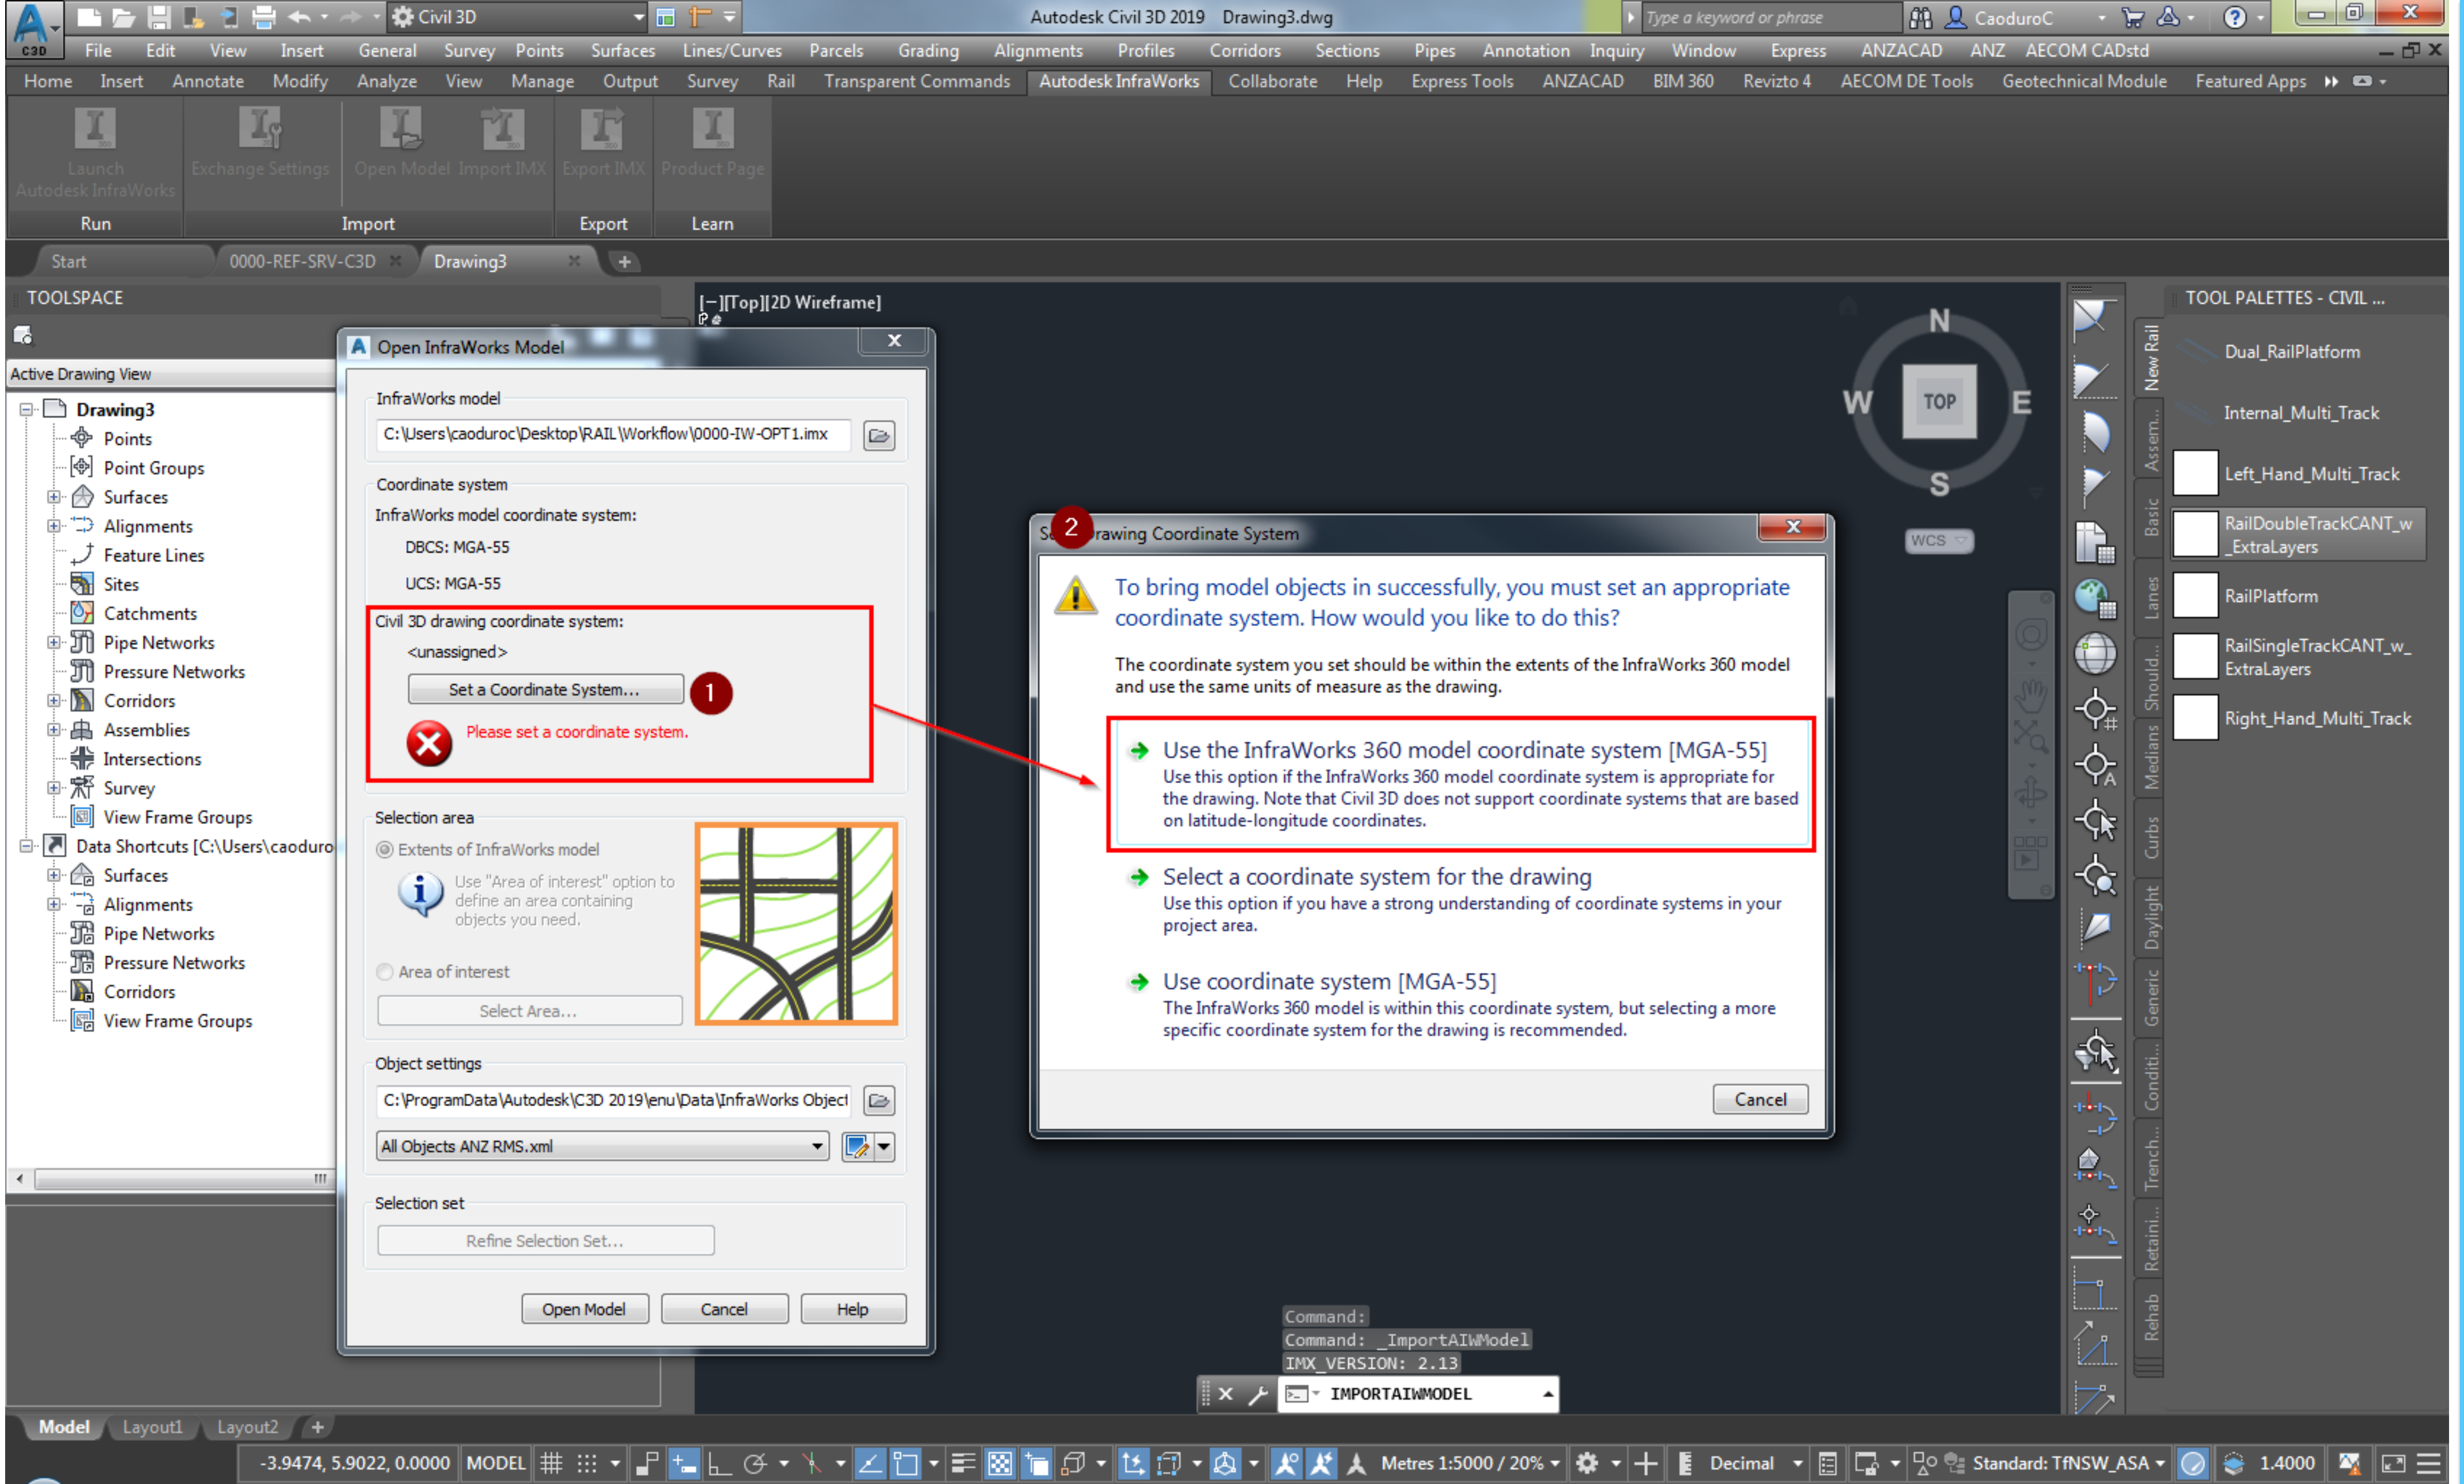 Civil 3D
Autodesk Civil 3D 2019 Drawing3.dwg
Type a keyword or phrase
CaoduroC
C3D
File Edit View Insert General Survey Points Surfaces Lines/Curves Parcels Grading Alignments Profiles Corridors Sections Pipes Annotation Inquiry Window Express ANZACAD ANZ AECOM CADstd
Home Insert Annotate Modify Analyze View Manage Output Survey Rail Transparent Commands Autodesk InfraWorks Collaborate Help Express Tools ANZACAD BIM 360 Revizto 4 AECOM DE Tools Geotechnical Module Featured Apps
Launch
Autodesk InfraWorks
Exchange Settings
Open Model
Import IMX
Export IMX
Product Page
Run
Import
Export
Learn
Start
0000-REF-SRV-C3D
Drawing3
TOOLSPACE
Active Drawing View
Drawing3
Points
Point Groups
Surfaces
Alignments
Feature Lines
Sites
Catchments
Pipe Networks
Pressure Networks
Corridors
Assemblies
Intersections
Survey
View Frame Groups
Data Shortcuts [C:\Users\caoduro
Surfaces
Alignments
Pipe Networks
Pressure Networks
Corridors
View Frame Groups
[−][Top][2D Wireframe]
Open InfraWorks Model
InfraWorks model
C:\Users\caoduroc\Desktop\RAIL\Workflow\0000-IW-OPT1.imx
Coordinate system
InfraWorks model coordinate system:
DBCS: MGA-55
UCS: MGA-55
Civil 3D drawing coordinate system:
<unassigned>
Set a Coordinate System...
1
Please set a coordinate system.
Selection area
Extents of InfraWorks model
Use "Area of interest" option to
define an area containing
objects you need.
Area of interest
Select Area...
Object settings
C:\ProgramData\Autodesk\C3D 2019\enu\Data\InfraWorks Object
All Objects ANZ RMS.xml
Selection set
Refine Selection Set...
Open Model
Cancel
Help
2
rawing Coordinate System
To bring model objects in successfully, you must set an appropriate
coordinate system. How would you like to do this?
The coordinate system you set should be within the extents of the InfraWorks 360 model
and use the same units of measure as the drawing.
Use the InfraWorks 360 model coordinate system [MGA-55]
Use this option if the InfraWorks 360 model coordinate system is appropriate for
the drawing. Note that Civil 3D does not support coordinate systems that are based
on latitude-longitude coordinates.
Select a coordinate system for the drawing
Use this option if you have a strong understanding of coordinate systems in your
project area.
Use coordinate system [MGA-55]
The InfraWorks 360 model is within this coordinate system, but selecting a more
specific coordinate system for the drawing is recommended.
Cancel
N
W
TOP
E
S
WCS
TOOL PALETTES - CIVIL ...
New Rail
Assem...
Basic
Lanes
Should...
Medians
Curbs
Daylight
Generic
Conditi...
Trench...
Retaini...
Rehab
Dual_RailPlatform
Internal_Multi_Track
Left_Hand_Multi_Track
RailDoubleTrackCANT_w
_ExtraLayers
RailPlatform
RailSingleTrackCANT_w_
ExtraLayers
Right_Hand_Multi_Track
Command:
Command: _ImportAIWModel
IMX_VERSION: 2.13
IMPORTAIWMODEL
Model Layout1 Layout2
-3.9474, 5.9022, 0.0000 MODEL
Metres 1:5000 / 20%
Decimal
Standard: TfNSW_ASA
1.4000